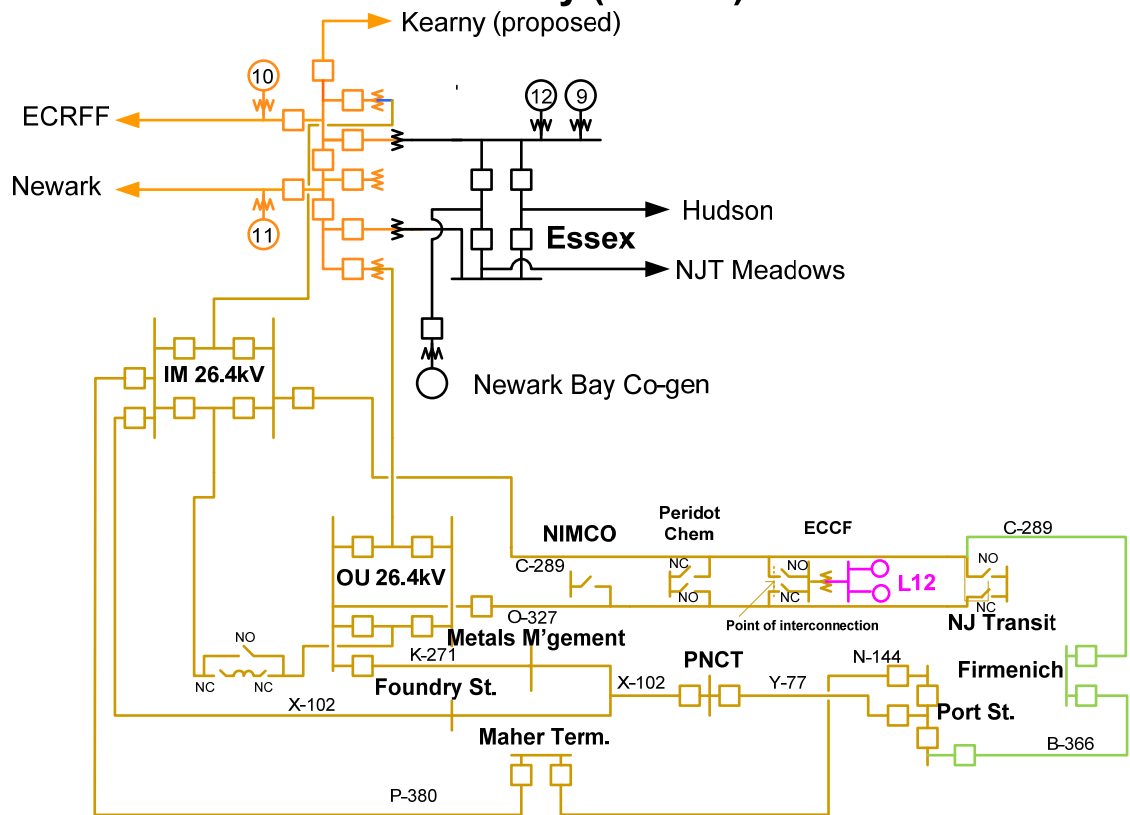 Kearny (proposed)
10
12
9
ECRFF
Newark
11
Hudson
Essex
NJT Meadows
IM 26.4kV
Newark Bay Co-gen
Peridot
Chem
NIMCO
ECCF
C-289
C-289
NC
NO
NO
OU 26.4kV
L12
NO
NC
NC
O-327
Point of interconnection
NJ Transit
Metals M'gement
NO
K-271
PNCT
N-144
Firmenich
NC
NC
Foundry St.
X-102
Y-77
X-102
Port St.
Maher Term.
B-366
P-380